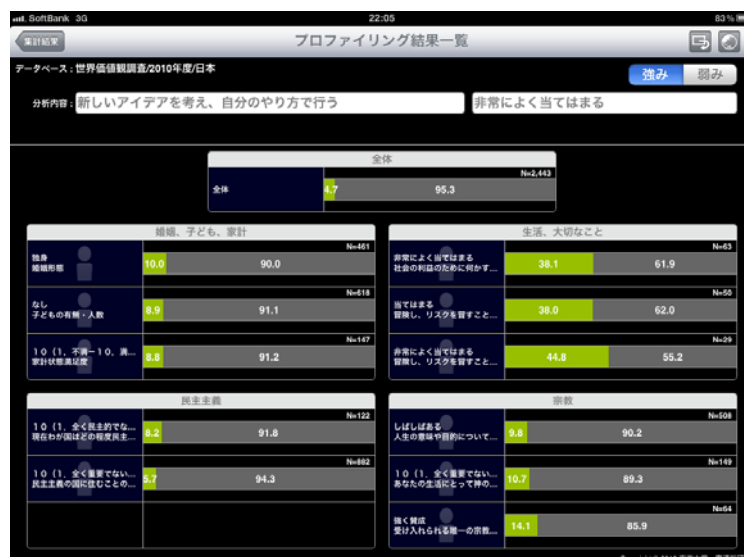 SoftBank 3G 22:05 83 %
集計結果 プロファイリング結果一覧
データベース : 世界価値観調査/2010年度/日本
強み 弱み
分析内容 : 新しいアイデアを考え、自分のやり方で行う 非常によく当てはまる
全体
N=2,443
全体 4.7 95.3
婚姻、子ども、家計
N=461
独身
婚姻形態
10.0 90.0
N=618
なし
子どもの有無・人数
8.9 91.1
N=147
10 (1, 不満−10, 満...
家計状態満足度
8.8 91.2
生活、大切なこと
N=63
非常によく当てはまる
社会の利益のために何かす...
38.1 61.9
N=50
当てはまる
冒険し、リスクを冒すこと...
38.0 62.0
N=29
非常によく当てはまる
冒険し、リスクを冒すこと...
44.8 55.2
民主主義
N=122
10 (1, 全く民主的でな...
現在わが国はどの程度民主...
8.2 91.8
N=882
10 (1, 全く重要でない...
民主主義の国に住むことの...
5.7 94.3
宗教
N=508
しばしばある
人生の意味や目的について...
9.8 90.2
N=149
10 (1, 全く重要でない...
あなたの生活にとって神の...
10.7 89.3
N=64
強く賛成
受け入れられる唯一の宗教...
14.1 85.9